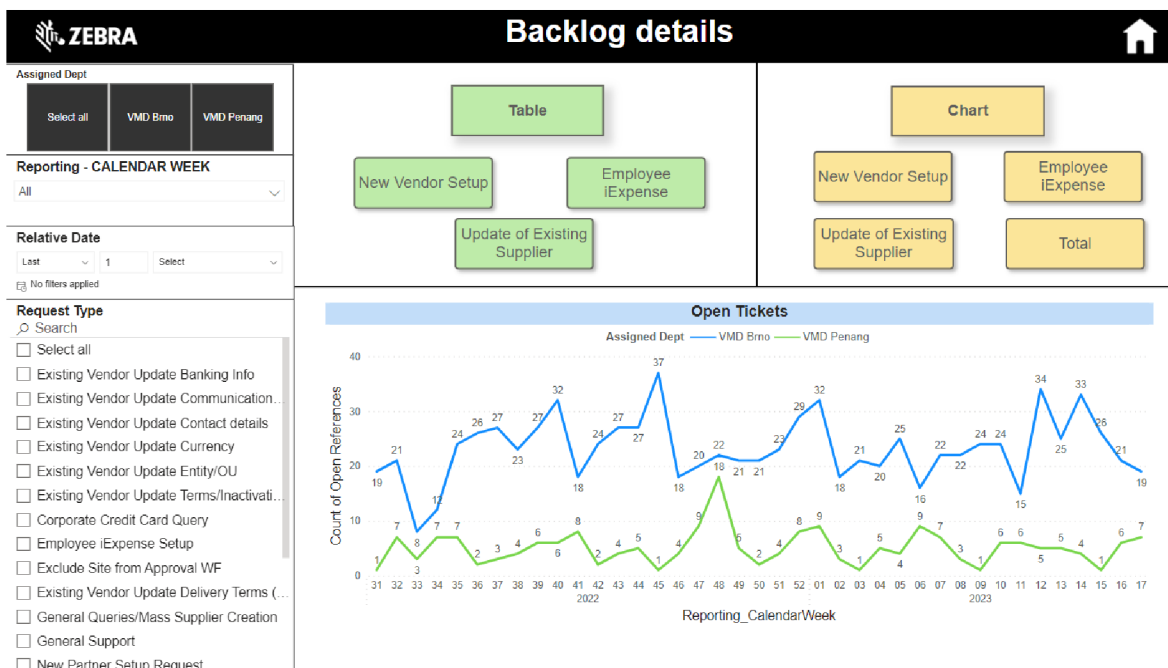 ZEBRA
Backlog details
Assigned Dept
Select all
VMD Brno
VMD Penang
Reporting - CALENDAR WEEK
All
Relative Date
Last
1
Select
No filters applied
Request Type
Search
Select all
Existing Vendor Update Banking Info
Existing Vendor Update Communication...
Existing Vendor Update Contact details
Existing Vendor Update Currency
Existing Vendor Update Entity/OU
Existing Vendor Update Terms/Inactivati...
Corporate Credit Card Query
Employee iExpense Setup
Exclude Site from Approval WF
Existing Vendor Update Delivery Terms (...
General Queries/Mass Supplier Creation
General Support
New Partner Setup Request
Table
New Vendor Setup
Employee
iExpense
Update of Existing
Supplier
Chart
New Vendor Setup
Employee
iExpense
Update of Existing
Supplier
Total
Open Tickets
Assigned Dept VMD Brno VMD Penang
Count of Open References
40
30
20
10
0
19 21 8 12 24 26 27 23 27 32 18 24 27 27 37 18 20 22 21 21 23 29 32 18 21 20 25 16 22 22 24 24 15 34 25 33 26 21 19
1 7 3 7 7 2 3 4 6 6 8 2 4 5 1 4 9 18 5 2 4 8 9 3 1 5 4 9 7 3 1 6 6 5 5 4 1 6 7
31 32 33 34 35 36 37 38 39 40 41 42 43 44 45 46 47 48 49 50 51 52 01 02 03 04 05 06 07 08 09 10 11 12 13 14 15 16 17
2022 2023
Reporting_CalendarWeek